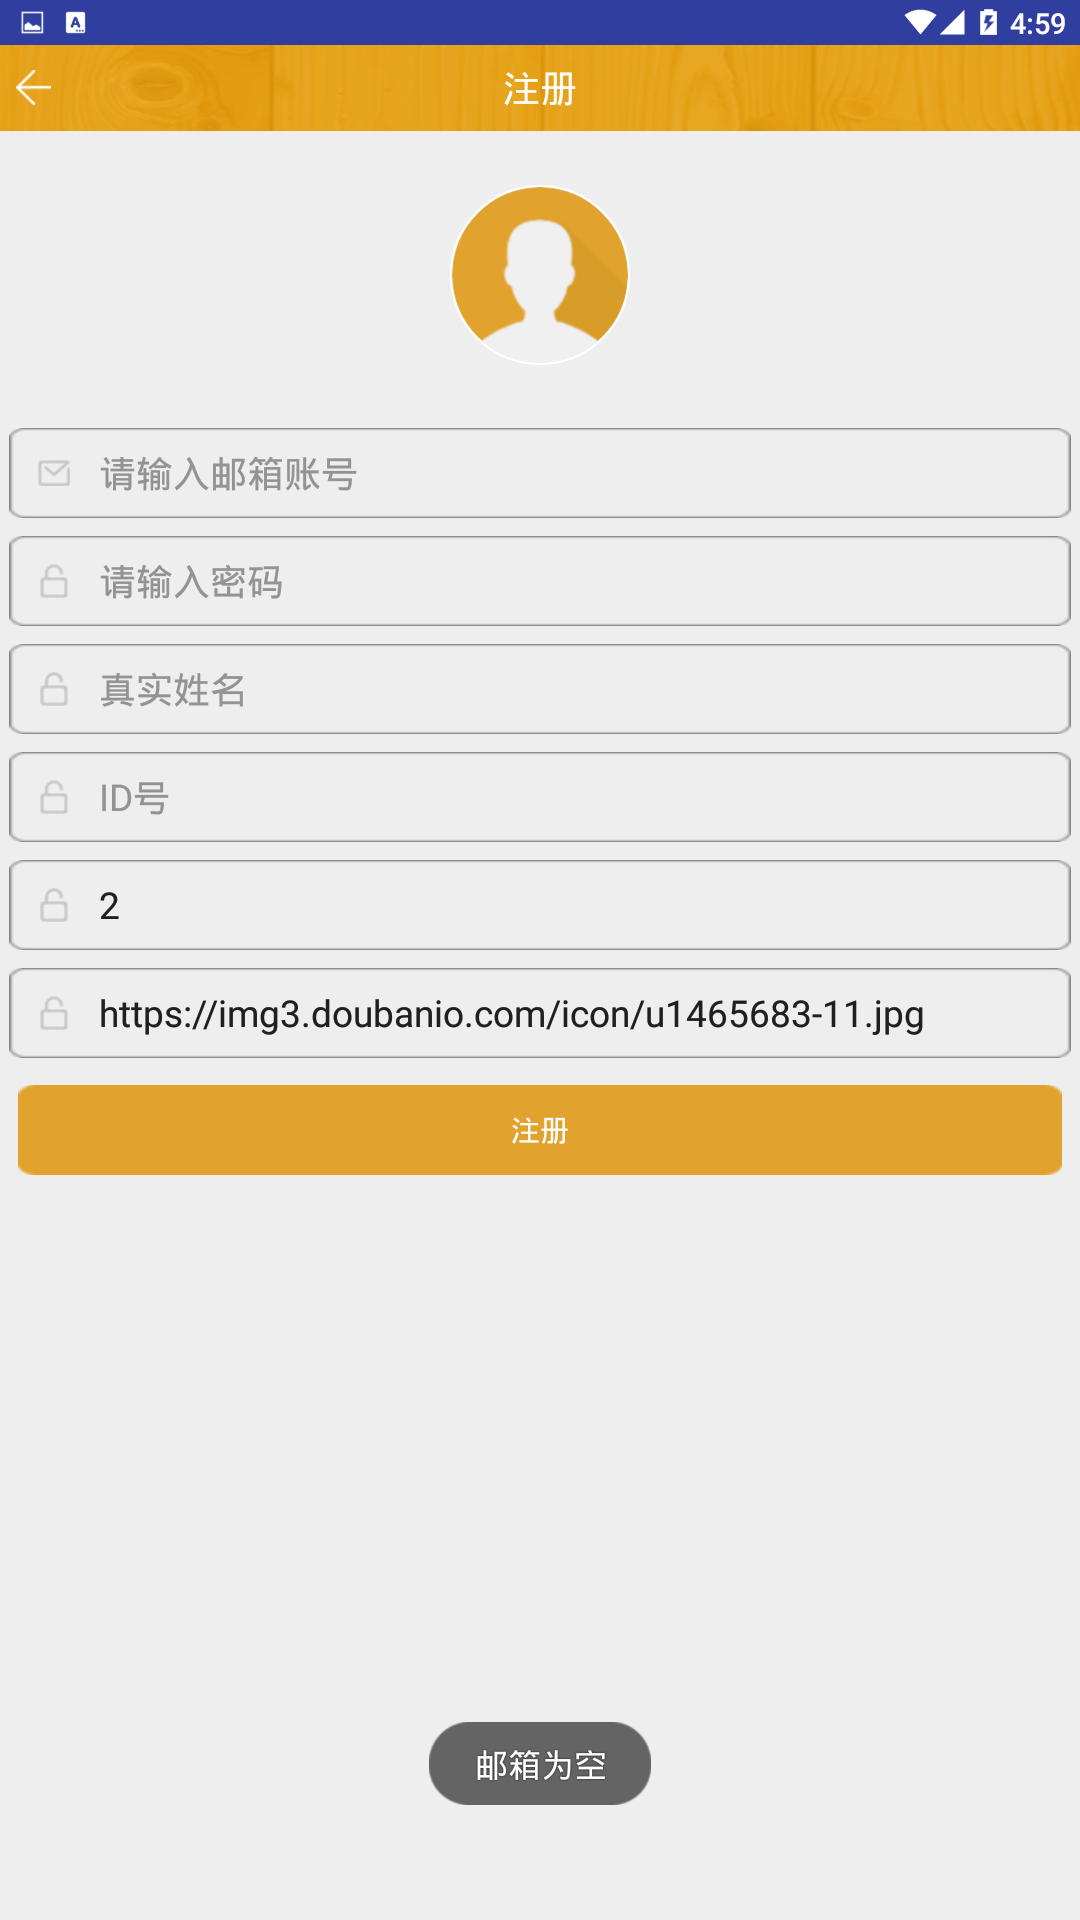 4:59
注册
请输入邮箱账号
请输入密码
真实姓名
ID号
2
https://img3.doubanio.com/icon/u1465683-11.jpg
注册
邮箱为空